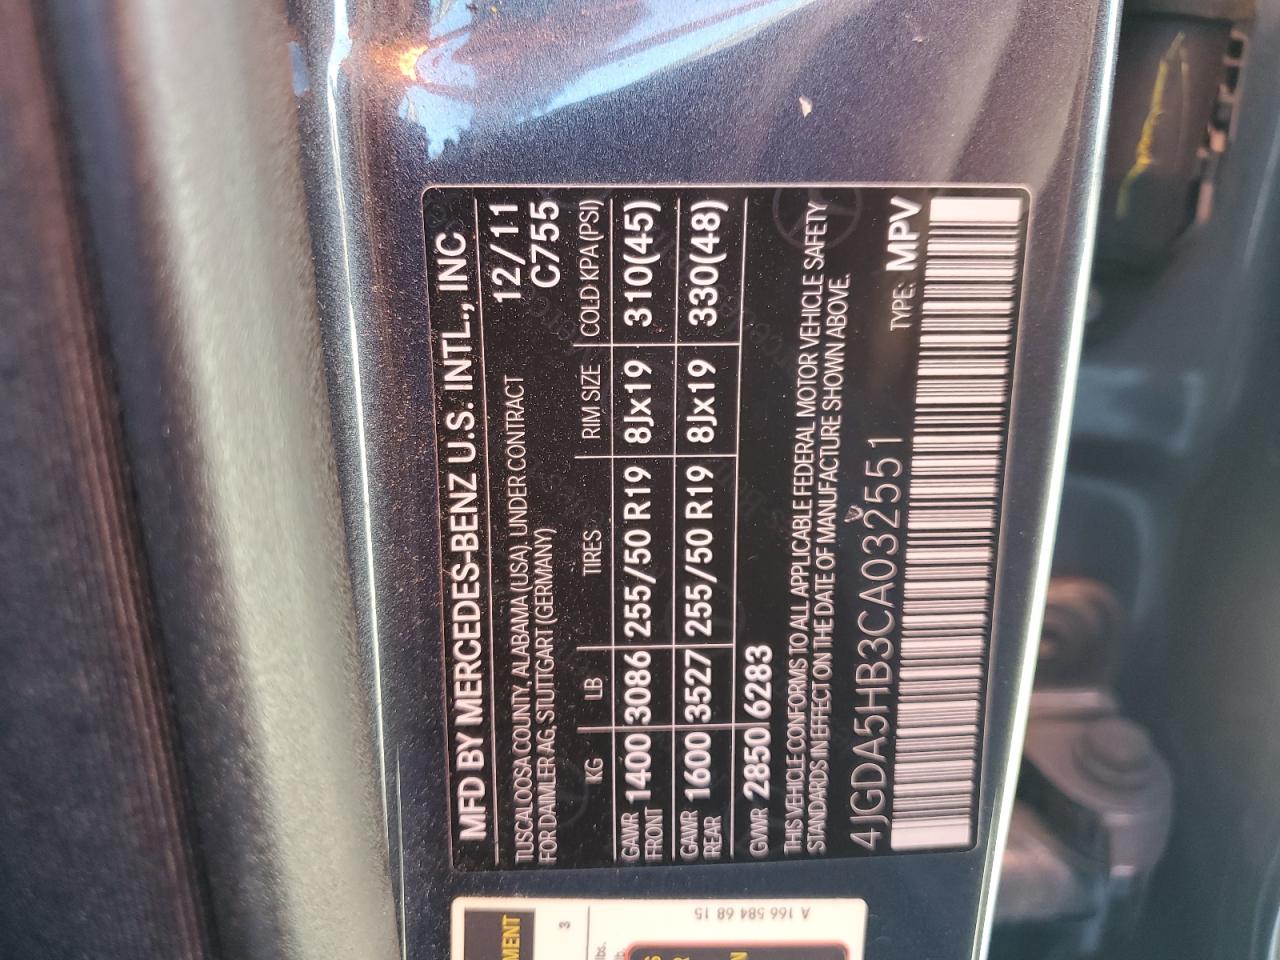 MFD BY MERCEDES-BENZ U.S. INTL., INC
12/11
TUSCALOOSA COUNTY, ALABAMA (USA), UNDER CONTRACT
C755
FOR DAIMLER AG, STUTTGART (GERMANY)
KG LB TIRES RIM SIZE COLD KPA (PSI)
GAWR FRONT 1400 3086 255/50 R19 8Jx19 310(45)
GAWR REAR 1600 3527 255/50 R19 8Jx19 330(48)
GVWR 2850 6283
THIS VEHICLE CONFORMS TO ALL APPLICABLE FEDERAL MOTOR VEHICLE SAFETY
STANDARDS IN EFFECT ON THE DATE OF MANUFACTURE SHOWN ABOVE.
4JGDA5HB3CA032551 TYPE: MPV
A 166 584 68 15
3
lbs.